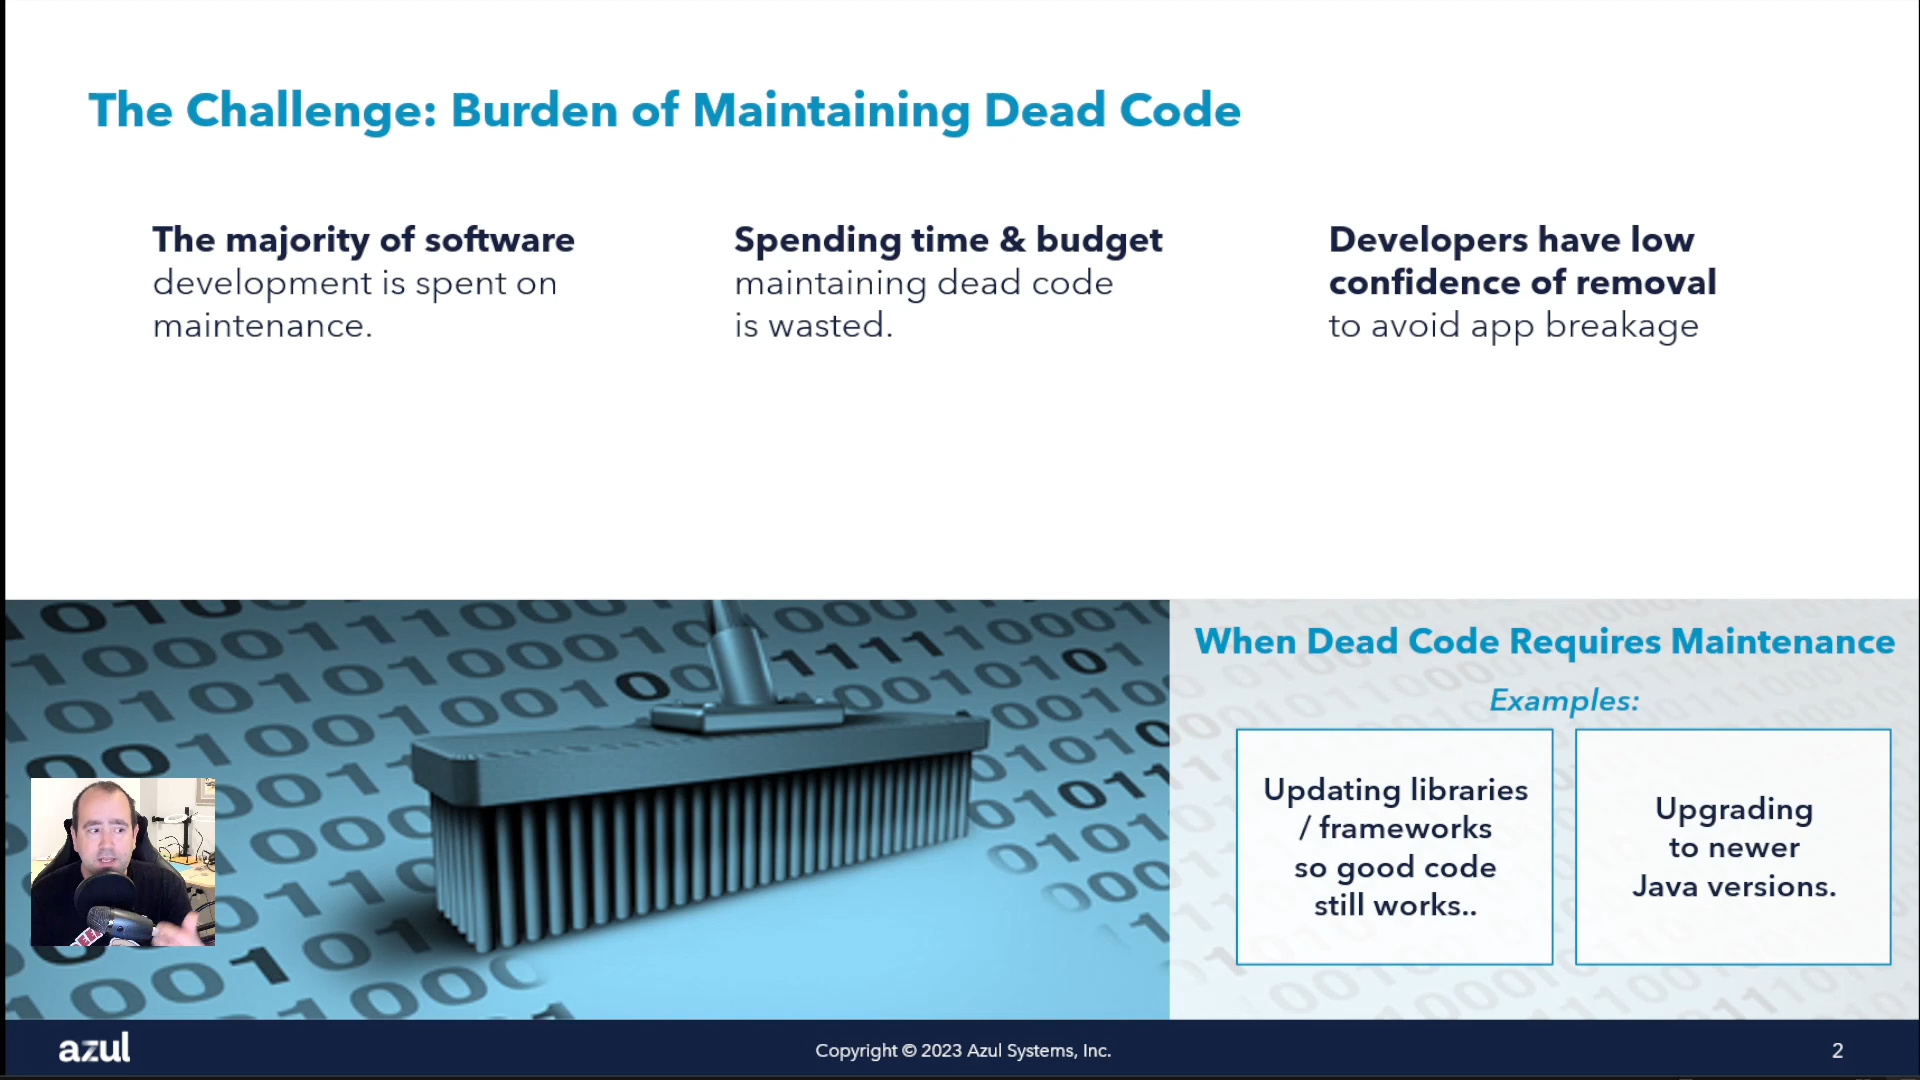 The Challenge: Burden of Maintaining Dead Code
The majority of software
development is spent on
maintenance.
Spending time & budget
maintaining dead code
is wasted.
Developers have low
confidence of removal
to avoid app breakage
When Dead Code Requires Maintenance
Examples:
Updating libraries
/ frameworks
so good code
still works..
Upgrading
to newer
Java versions.
azul
Copyright © 2023 Azul Systems, Inc.
2